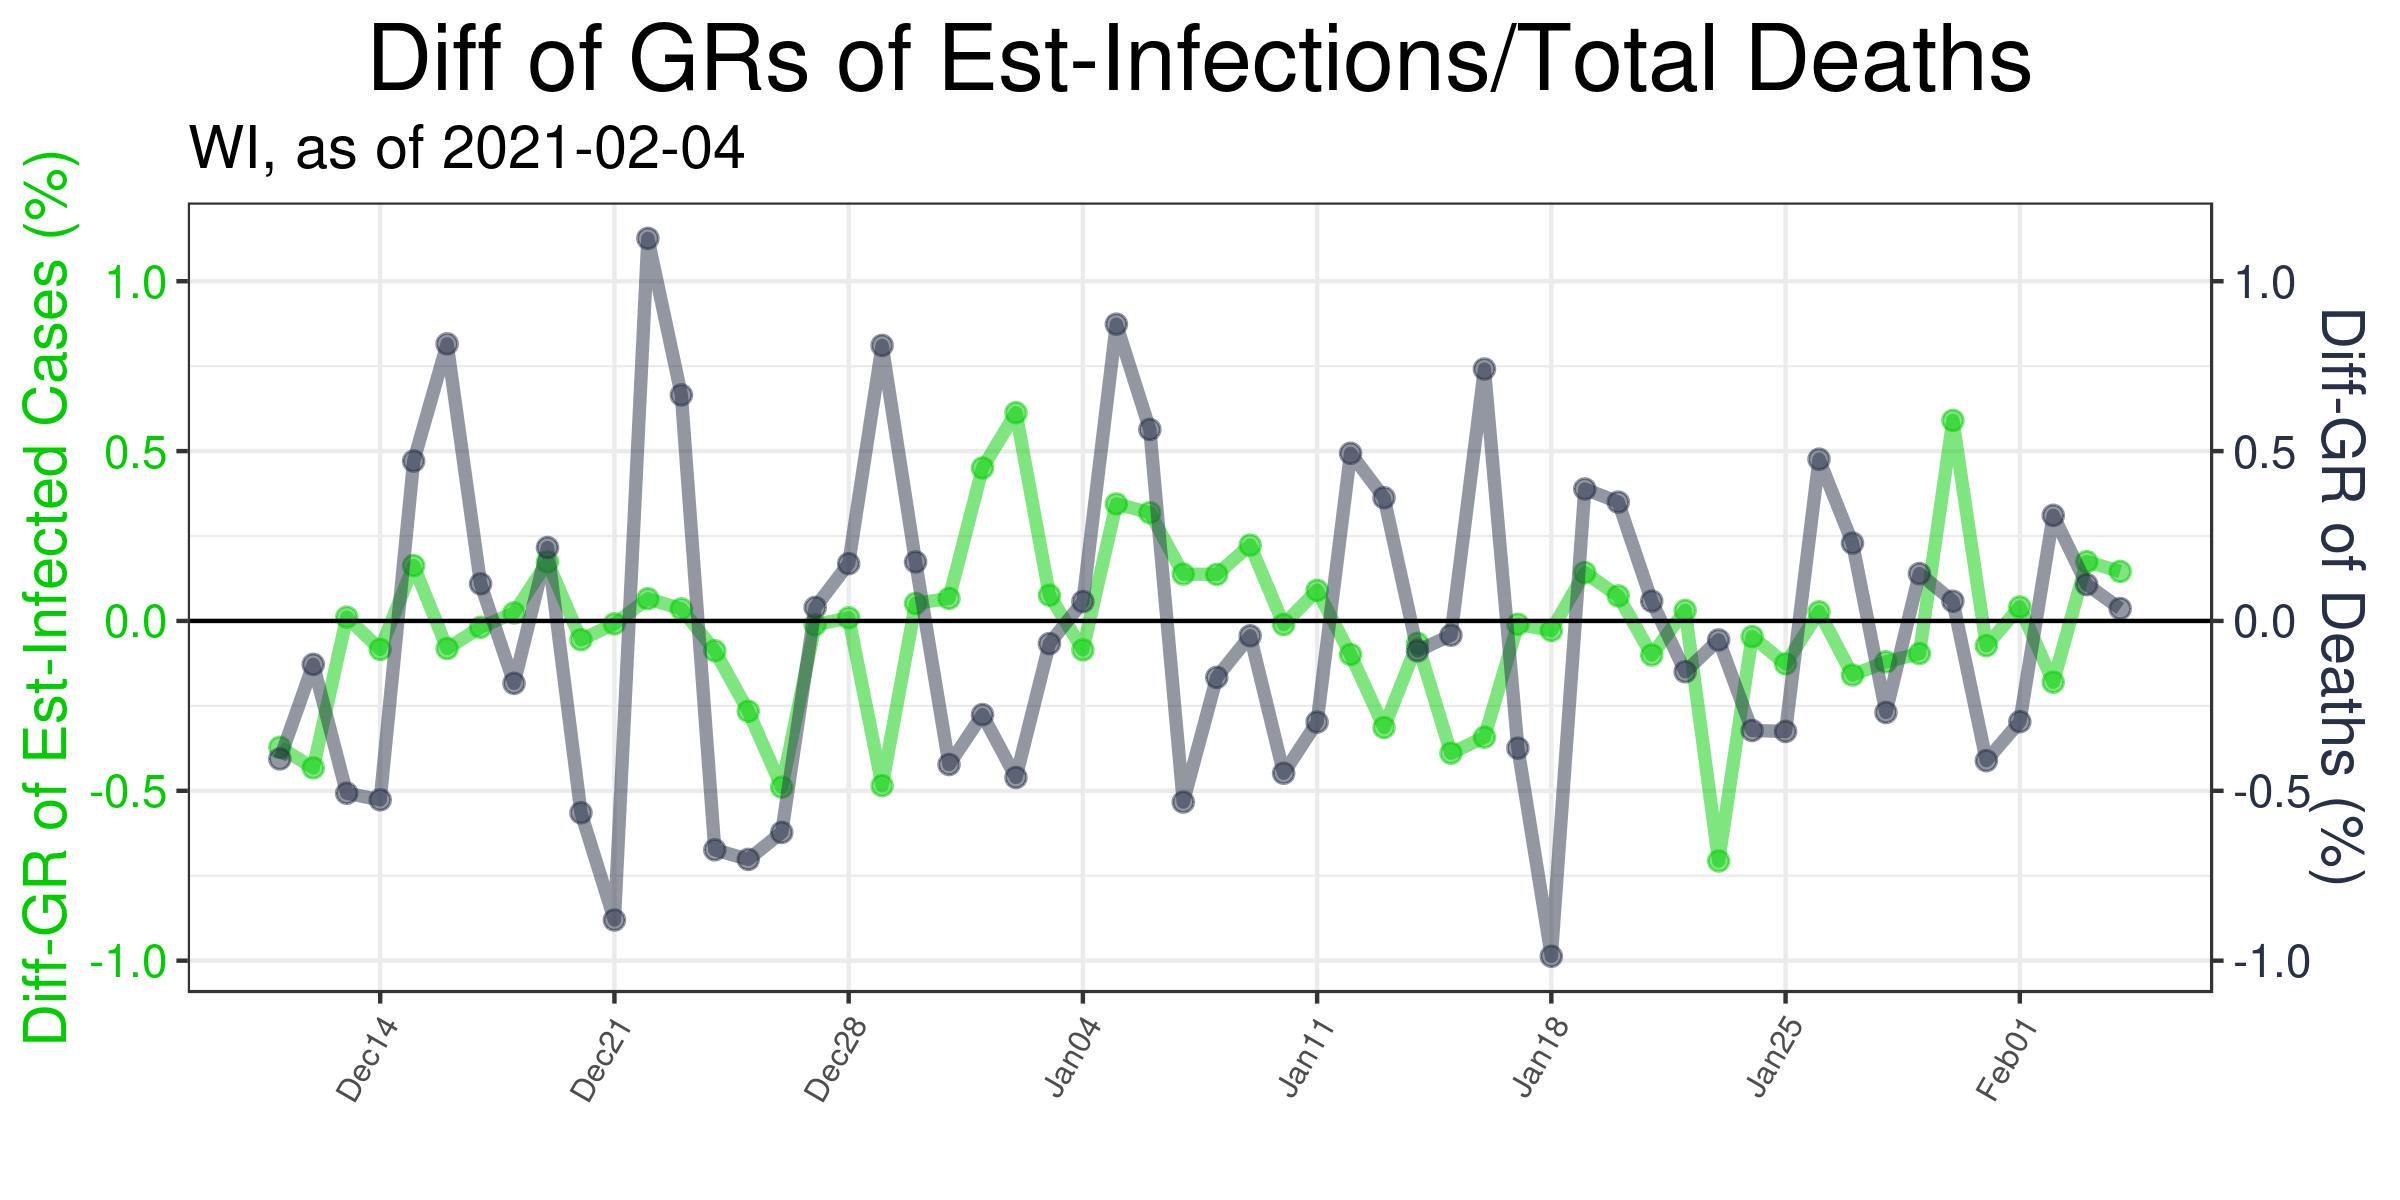 Diff of GRs of Est-Infections/Total Deaths
WI, as of 2021-02-04
Diff-GR of Est-Infected Cases (%)
1.0
0.5
0.0
-0.5
-1.0
1.0
0.5
0.0
-0.5
-1.0
Diff-GR of Deaths (%)
Dec14
Dec21
Dec28
Jan04
Jan11
Jan18
Jan25
Feb01